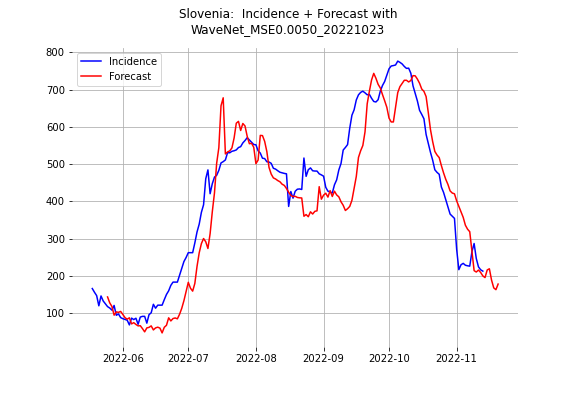 Slovenia:  Incidence + Forecast with
WaveNet_MSE0.0050_20221023
Incidence
Forecast
800
700
600
500
400
300
200
100
2022-06 2022-07 2022-08 2022-09 2022-10 2022-11